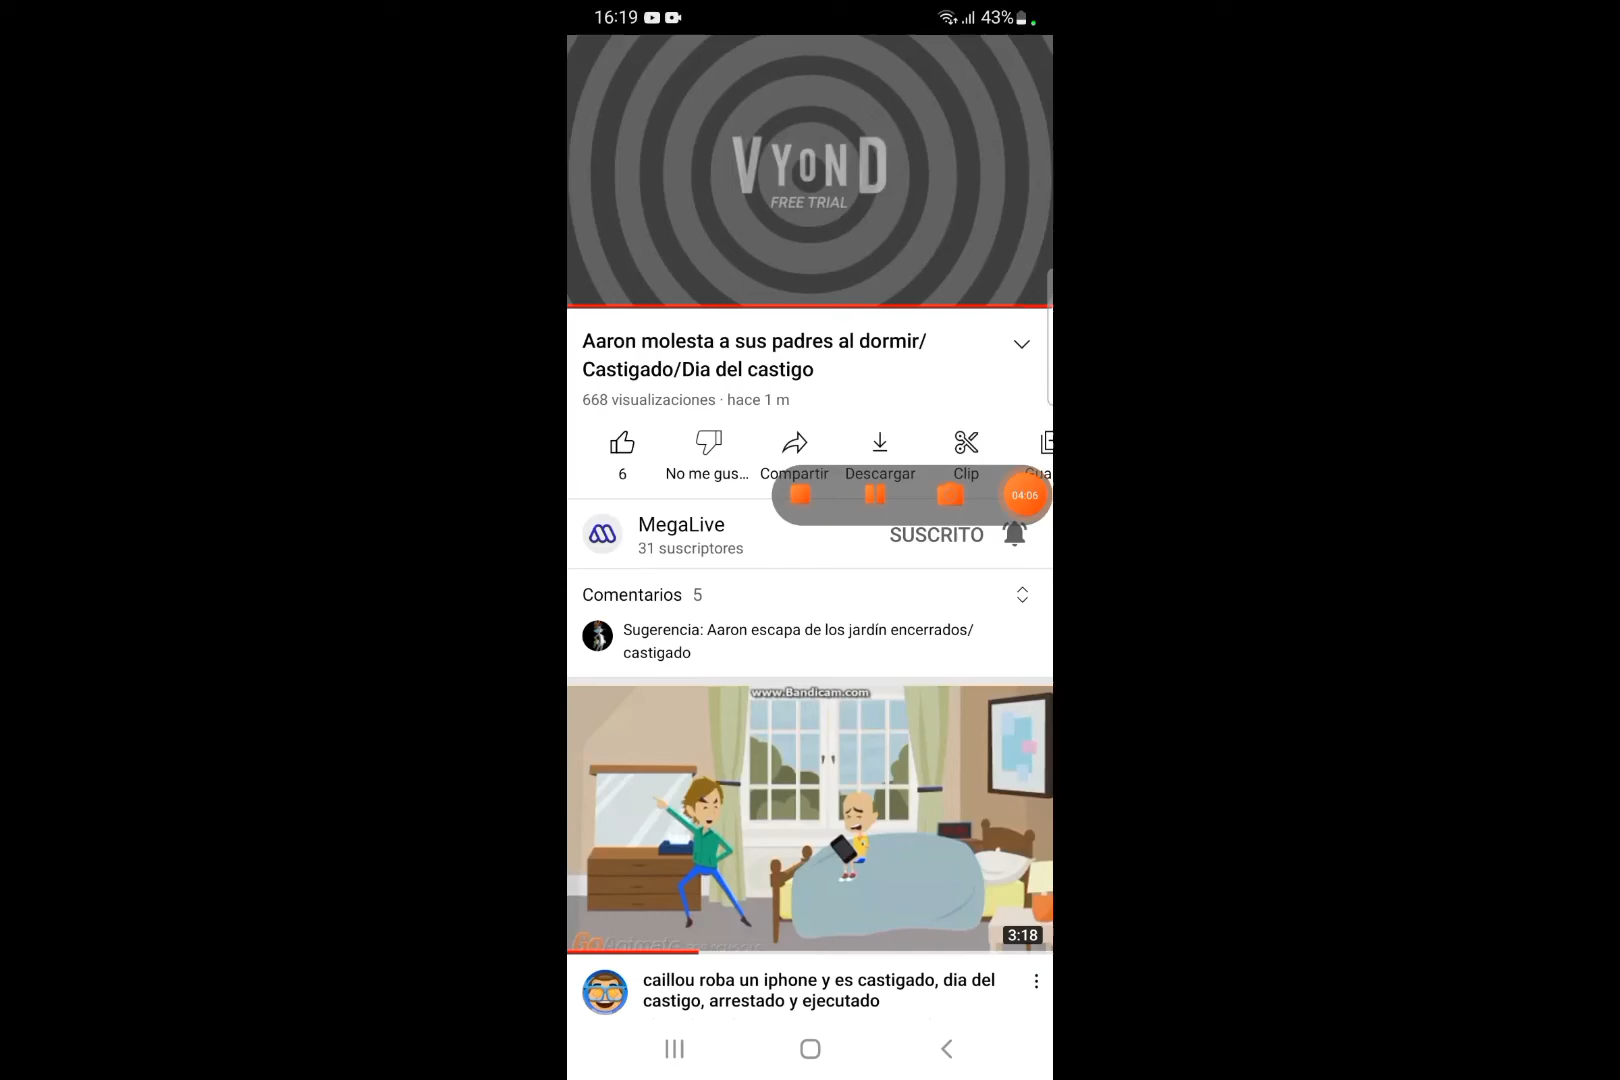 16:19
43%
VYOND
FREE TRIAL
Aaron molesta a sus padres al dormir/
Castigado/Dia del castigo
668 visualizaciones · hace 1 m
6
No me gus...
Compartir
Descargar
Clip
04:06
MegaLive
31 suscriptores
SUSCRITO
Comentarios 5
Sugerencia: Aaron escapa de los jardín encerrados/
castigado
www.Bandicam.com
GoAnimate
3:18
caillou roba un iphone y es castigado, dia del
castigo, arrestado y ejecutado